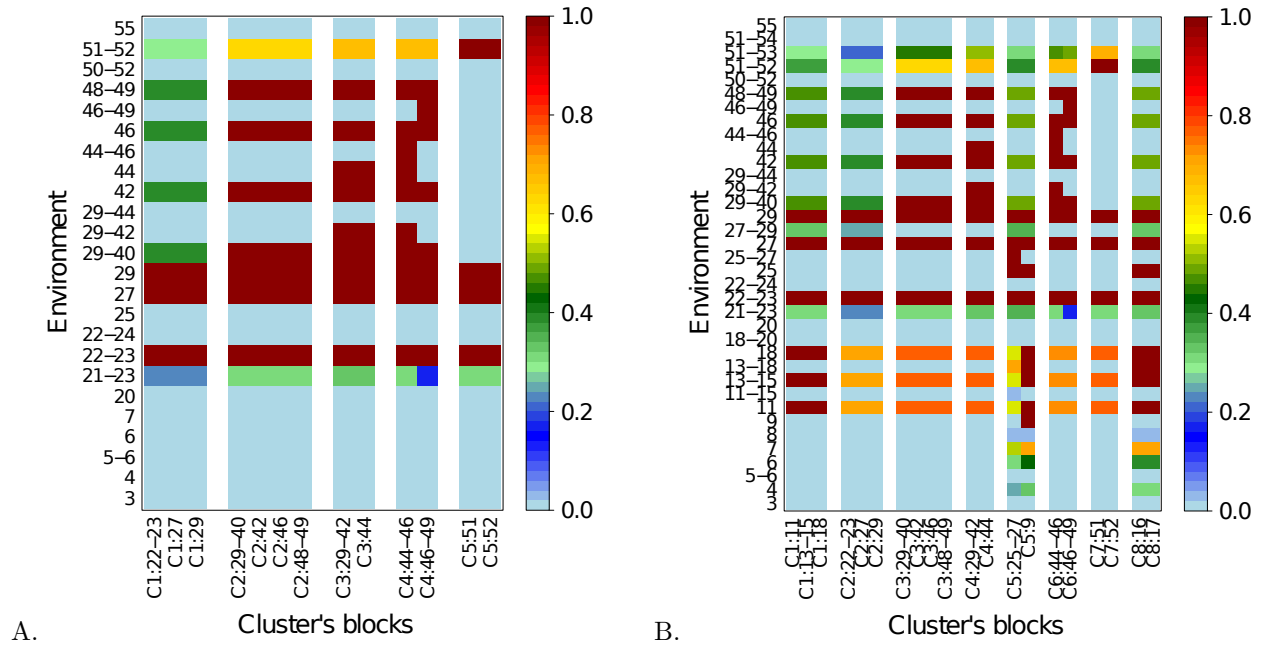 Environment
55
51−52
50−52
48−49
46−49
46
44−46
44
42
29−44
29−42
29−40
29
27
25
22−24
22−23
21−23
20
7
6
5−6
4
3
C1:22−23
C1:27
C1:29
C2:29−40
C2:42
C2:46
C2:48−49
C3:29−42
C3:44
C4:44−46
C4:46−49
C5:51
C5:52
Cluster's blocks
1.0
0.8
0.6
0.4
0.2
0.0
A.
Environment
55
51−54
51−53
51−52
50−52
48−49
46−49
46
44−46
44
42
29−44
29−42
29−40
29
27−29
27
25−27
25
22−24
22−23
21−23
20
18−20
18
13−18
13−15
11−15
11
9
8
7
6
5−6
4
3
C1:11
C1:13−15
C1:18
C2:22−23
C2:27
C2:29
C3:29−40
C3:42
C3:46
C3:48−49
C4:29−42
C4:44
C5:25−27
C5:9
C6:44−46
C6:46−49
C7:51
C7:52
C8:16
C8:17
Cluster's blocks
1.0
0.8
0.6
0.4
0.2
0.0
B.